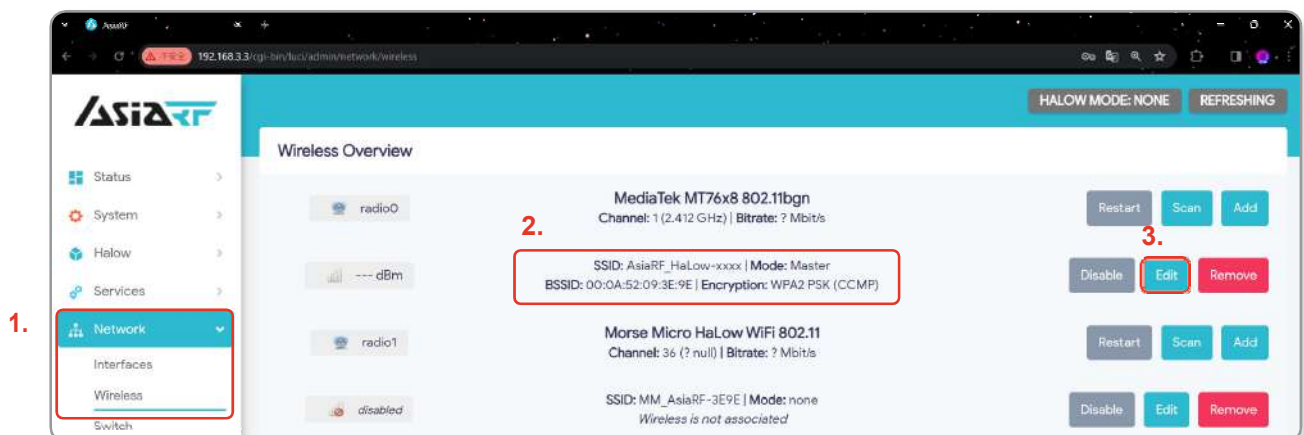 AsiaRF
不安全 192.168.3.3/cgi-bin/luci/admin/network/wireless
AsiaRF
HALOW MODE: NONE REFRESHING
Wireless Overview
Status
System
Halow
Services
1.
Network
Interfaces
Wireless
Switch
radio0
MediaTek MT76x8 802.11bgn
Channel: 1 (2.412 GHz) | Bitrate: ? Mbit/s
Restart Scan Add
2.
3.
--- dBm
SSID: AsiaRF_HaLow-xxxx | Mode: Master
BSSID: 00:0A:52:09:3E:9E | Encryption: WPA2 PSK (CCMP)
Disable Edit Remove
radio1
Morse Micro HaLow WiFi 802.11
Channel: 36 (? null) | Bitrate: ? Mbit/s
Restart Scan Add
disabled
SSID: MM_AsiaRF-3E9E | Mode: none
Wireless is not associated
Disable Edit Remove